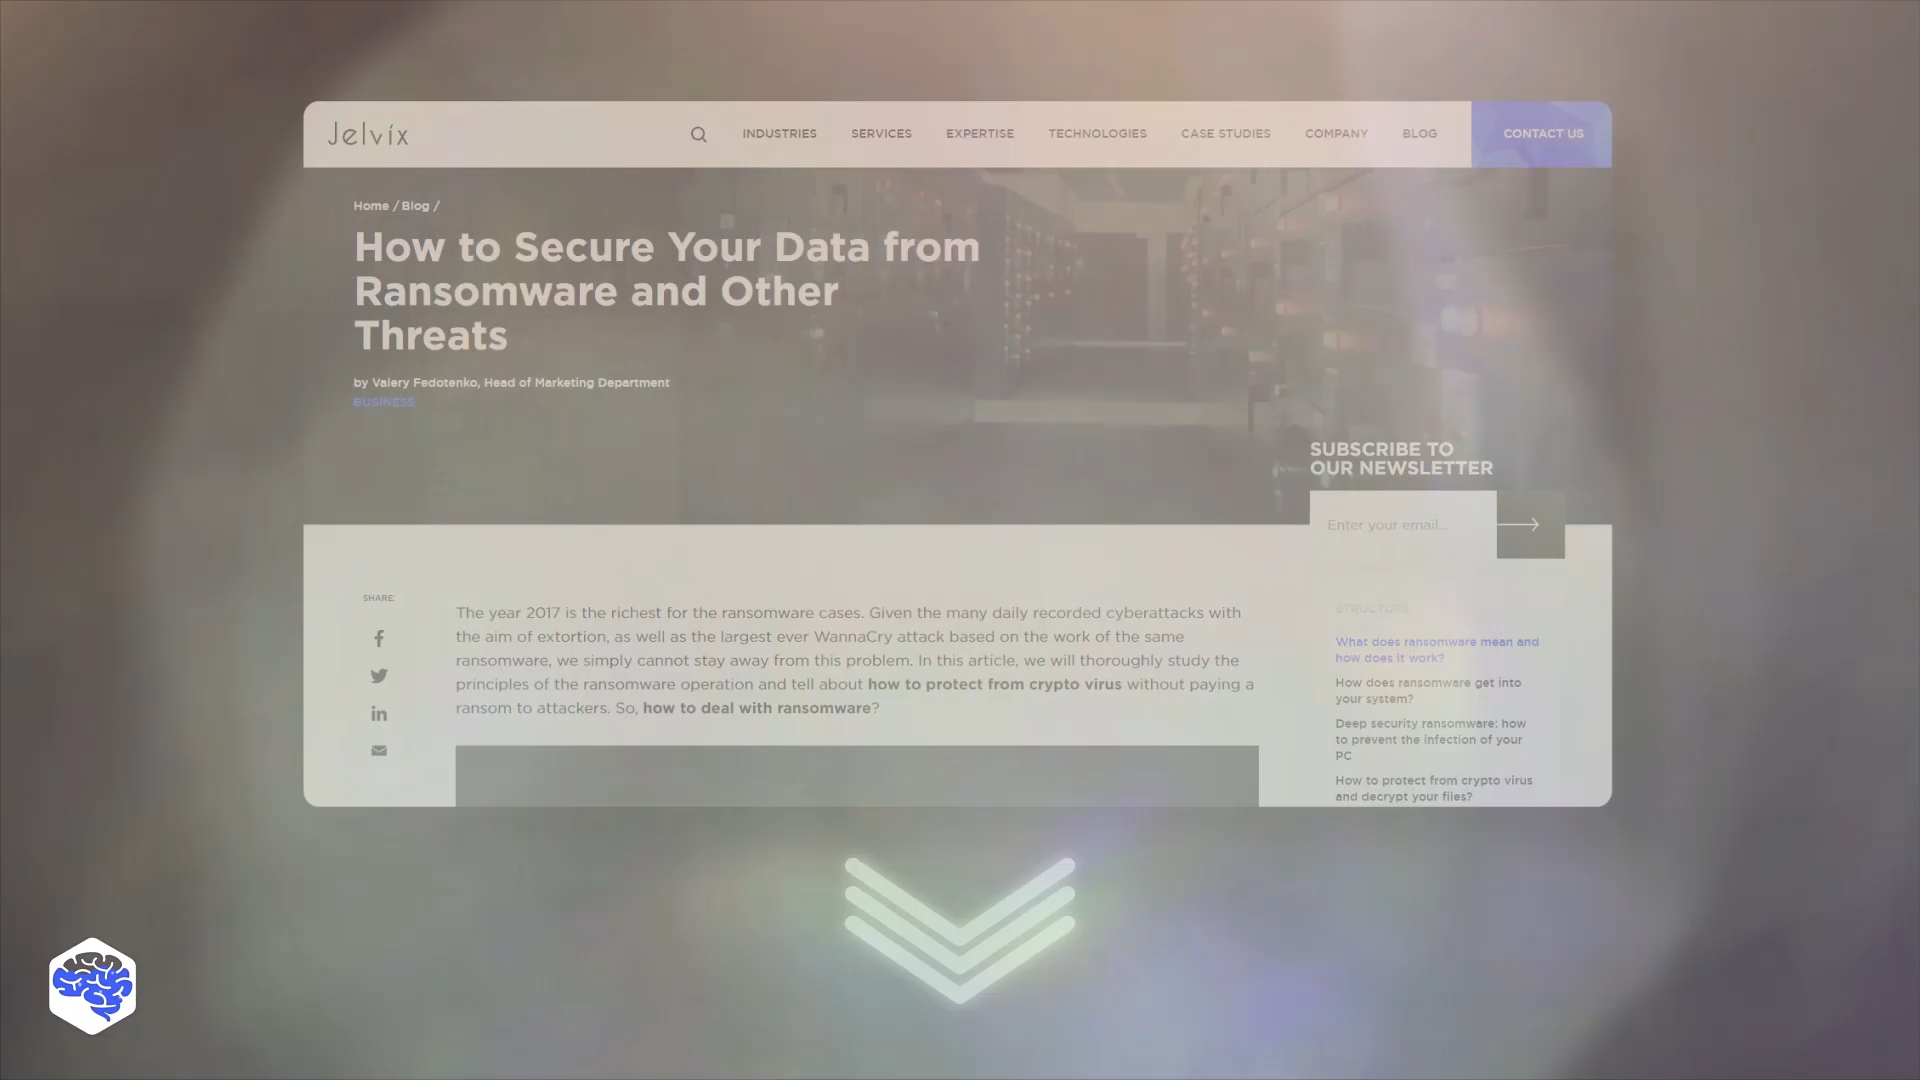 Jelvix
INDUSTRIES SERVICES EXPERTISE TECHNOLOGIES CASE STUDIES COMPANY BLOG CONTACT US
Home / Blog /
How to Secure Your Data from
Ransomware and Other
Threats
by Valery Fedotenko, Head of Marketing Department
BUSINESS
SUBSCRIBE TO
OUR NEWSLETTER
Enter your email...
SHARE:
The year 2017 is the richest for the ransomware cases. Given the many daily recorded cyberattacks with
the aim of extortion, as well as the largest ever WannaCry attack based on the work of the same
ransomware, we simply cannot stay away from this problem. In this article, we will thoroughly study the
principles of the ransomware operation and tell about how to protect from crypto virus without paying a
ransom to attackers. So, how to deal with ransomware?
STRUCTURE
What does ransomware mean and
how does it work?
How does ransomware get into
your system?
Deep security ransomware: how
to prevent the infection of your
PC
How to protect from crypto virus
and decrypt your files?